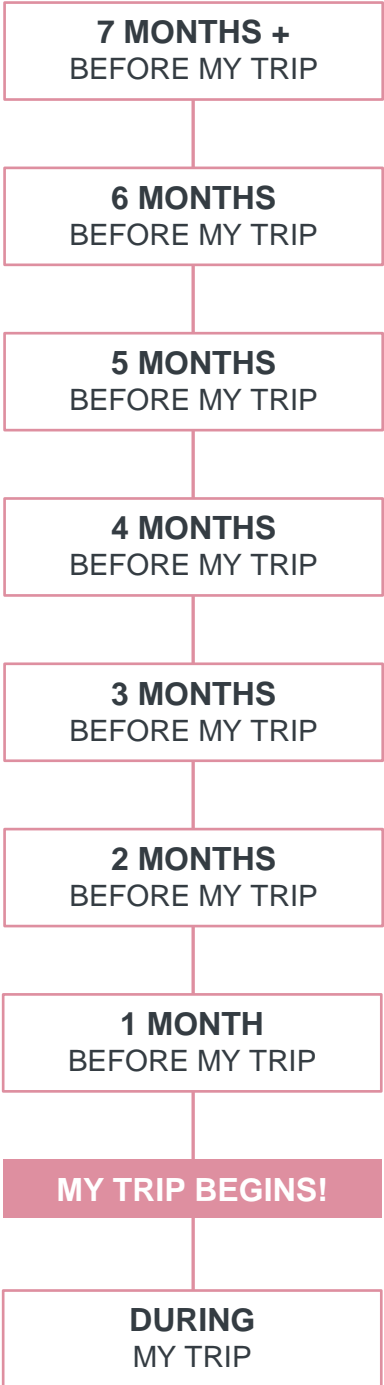 7 MONTHS +
BEFORE MY TRIP
6 MONTHS
BEFORE MY TRIP
5 MONTHS
BEFORE MY TRIP
4 MONTHS
BEFORE MY TRIP
3 MONTHS
BEFORE MY TRIP
2 MONTHS
BEFORE MY TRIP
1 MONTH
BEFORE MY TRIP
MY TRIP BEGINS!
DURING
MY TRIP